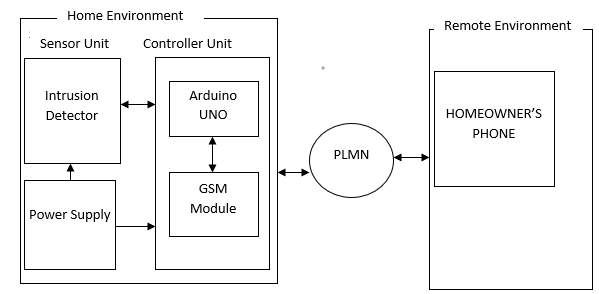 Home Environment
Remote Environment
Sensor Unit
Controller Unit
Intrusion
Detector
Arduino
UNO
HOMEOWNER'S
PHONE
PLMN
GSM
Module
Power Supply